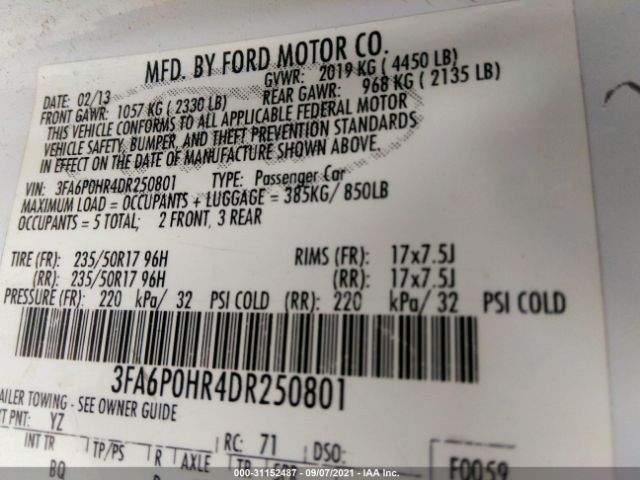 MFD. BY FORD MOTOR CO.
DATE: 02/13 GVWR: 2019 KG ( 4450 LB)
FRONT GAWR: 1057 KG ( 2330 LB) REAR GAWR: 968 KG ( 2135 LB)
THIS VEHICLE CONFORMS TO ALL APPLICABLE FEDERAL MOTOR
VEHICLE SAFETY, BUMPER, AND THEFT PREVENTION STANDARDS
IN EFFECT ON THE DATE OF MANUFACTURE SHOWN ABOVE.
VIN: 3FA6P0HR4DR250801 TYPE: Passenger Car
MAXIMUM LOAD = OCCUPANTS + LUGGAGE = 385KG/ 850LB
OCCUPANTS = 5 TOTAL; 2 FRONT, 3 REAR
TIRE (FR): 235/50R17 96H RIMS (FR): 17x7.5J
(RR): 235/50R17 96H (RR): 17x7.5J
PRESSURE (FR): 220 kPa/ 32 PSI COLD (RR): 220 kPa/ 32 PSI COLD
3FA6P0HR4DR250801
AILER TOWING - SEE OWNER GUIDE
T PNT: YZ RC: 71 DSO:
INT TR TP/PS R AXLE TR F0059
BQ
000-31152487 - 09/07/2021 - IAA Inc.